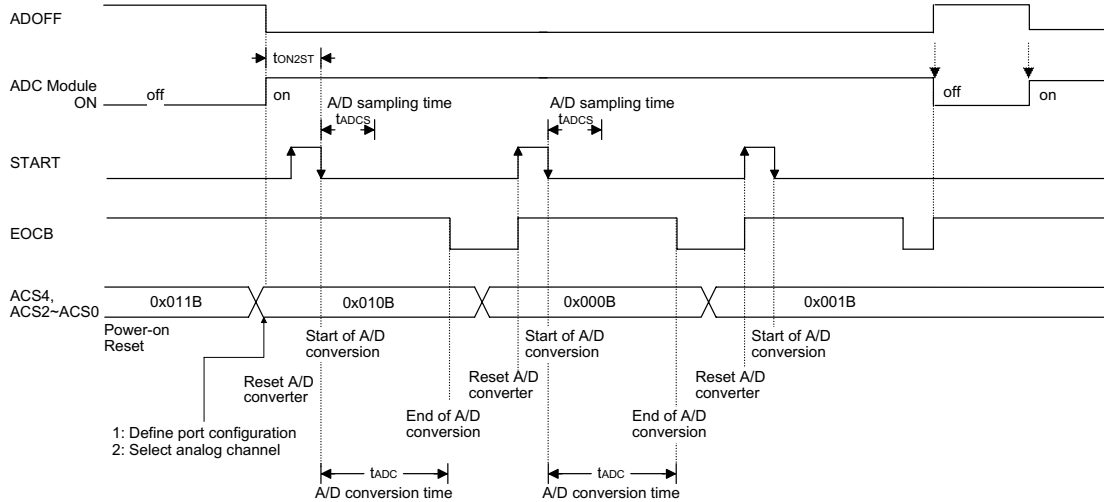 ADOFF
tON2ST
ADC Module
ON
off
on
off
on
A/D sampling time
tADCS
A/D sampling time
tADCS
START
EOCB
ACS4,
ACS2~ACS0
0x011B
0x010B
0x000B
0x001B
Power-on
Reset
Start of A/D
conversion
Start of A/D
conversion
Start of A/D
conversion
Reset A/D
converter
Reset A/D
converter
Reset A/D
converter
End of A/D
conversion
End of A/D
conversion
1: Define port configuration
2: Select analog channel
tADC
A/D conversion time
tADC
A/D conversion time